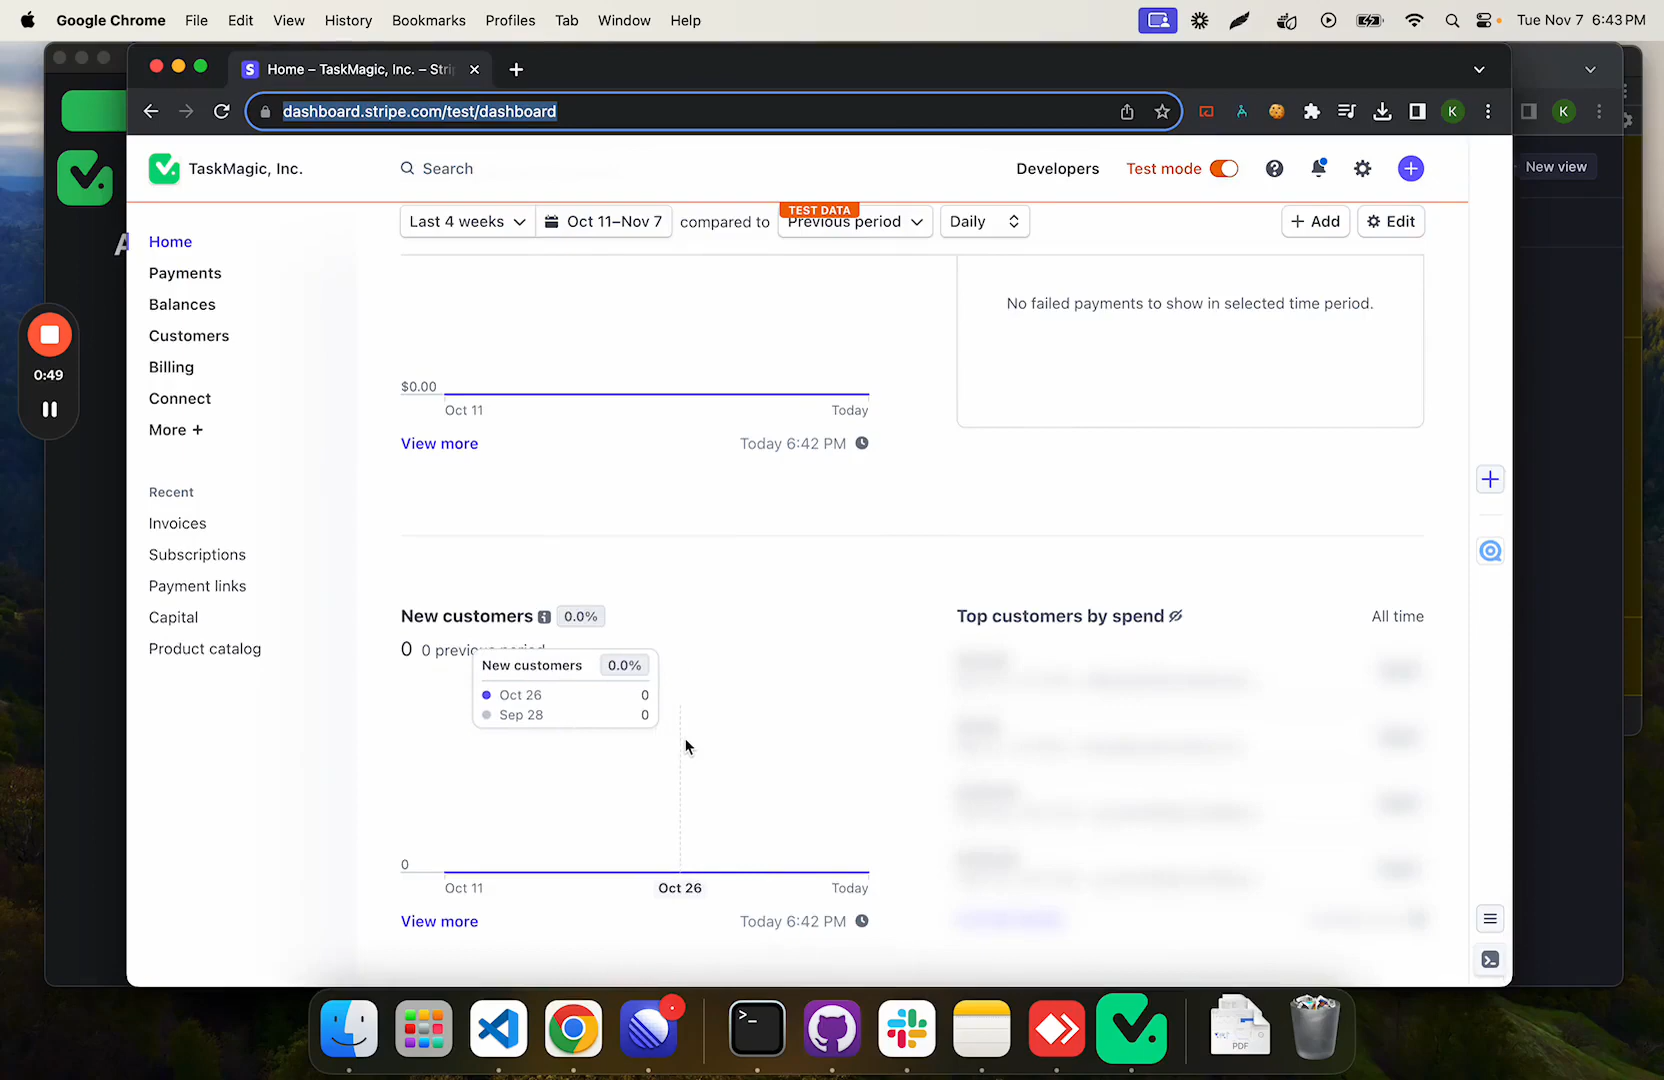 Google Chrome File Edit View History Bookmarks Profiles Tab Window Help Tue Nov 7 6:43 PM
Home – TaskMagic, Inc. – Stri
dashboard.stripe.com/test/dashboard
K
K
TaskMagic, Inc.
Search
Developers
Test mode
New view
TEST DATA
Last 4 weeks
Oct 11–Nov 7
compared to
Previous period
Daily
Add
Edit
A
Home
Payments
Balances
Customers
Billing
Connect
More +
0:49
Recent
Invoices
Subscriptions
Payment links
Capital
Product catalog
No failed payments to show in selected time period.
$0.00
Oct 11 Today
View more Today 6:42 PM
New customers 0.0%
0 0 previous period
New customers 0.0%
Oct 26 0
Sep 28 0
0
Oct 11 Oct 26 Today
View more Today 6:42 PM
Top customers by spend All time
PDF